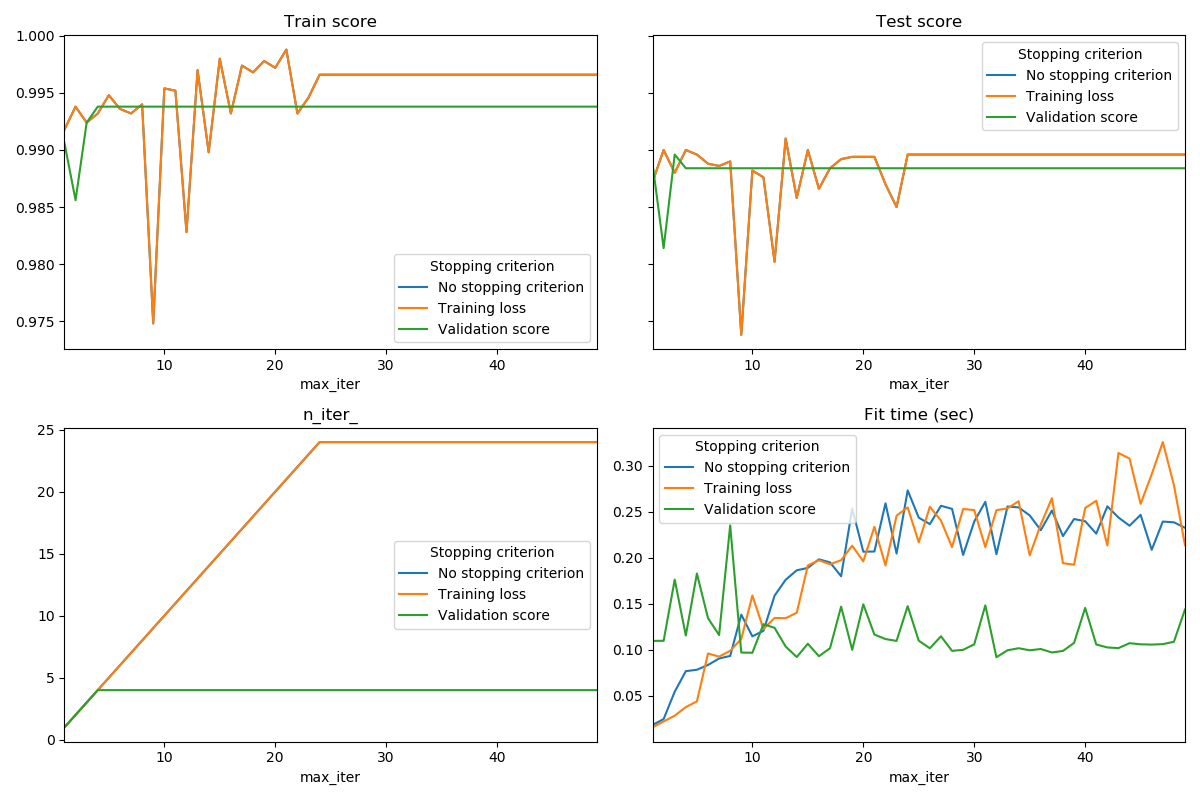 Train score
1.000
0.995
0.990
0.985
0.980
0.975
Stopping criterion
No stopping criterion
Training loss
Validation score
10 20 30 40
max_iter
Test score
Stopping criterion
No stopping criterion
Training loss
Validation score
10 20 30 40
max_iter
n_iter_
25
20
15
10
5
0
Stopping criterion
No stopping criterion
Training loss
Validation score
10 20 30 40
max_iter
Fit time (sec)
Stopping criterion
No stopping criterion
Training loss
Validation score
0.30
0.25
0.20
0.15
0.10
0.05
10 20 30 40
max_iter